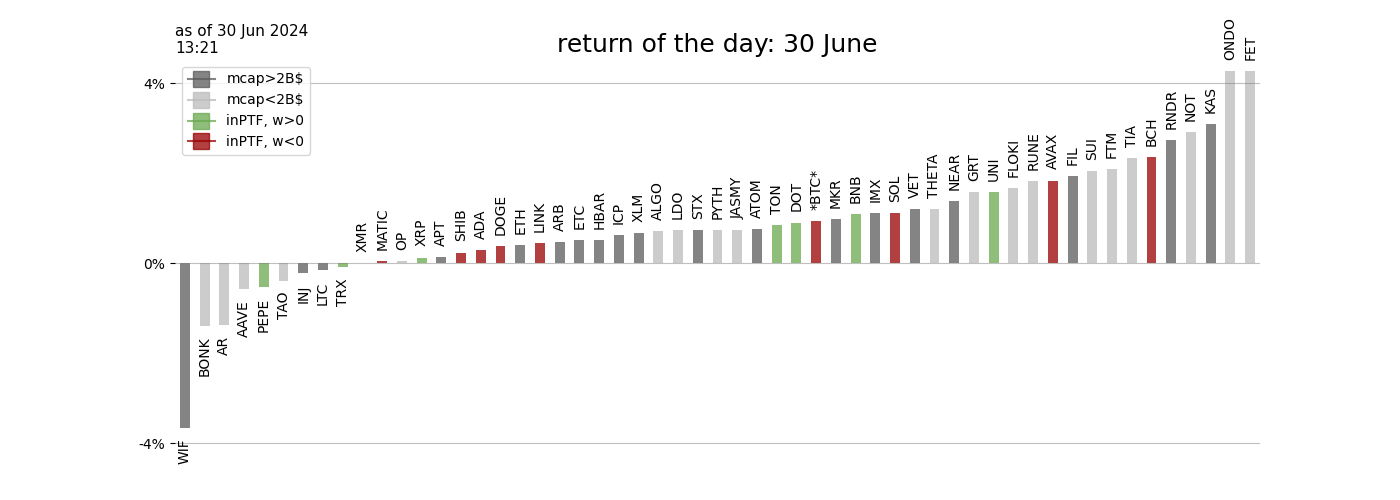 as of 30 Jun 2024
13:21
return of the day: 30 June
mcap>2B$
mcap<2B$
inPTF, w>0
inPTF, w<0
4%
0%
-4%
WIF
BONK
AR
AAVE
PEPE
TAO
INJ
LTC
TRX
XMR
MATIC
OP
XRP
APT
SHIB
ADA
DOGE
ETH
LINK
ARB
ETC
HBAR
ICP
XLM
ALGO
LDO
STX
PYTH
JASMY
ATOM
TON
DOT
*BTC*
MKR
BNB
IMX
SOL
VET
THETA
NEAR
GRT
UNI
FLOKI
RUNE
AVAX
FIL
SUI
FTM
TIA
BCH
RNDR
NOT
KAS
ONDO
FET